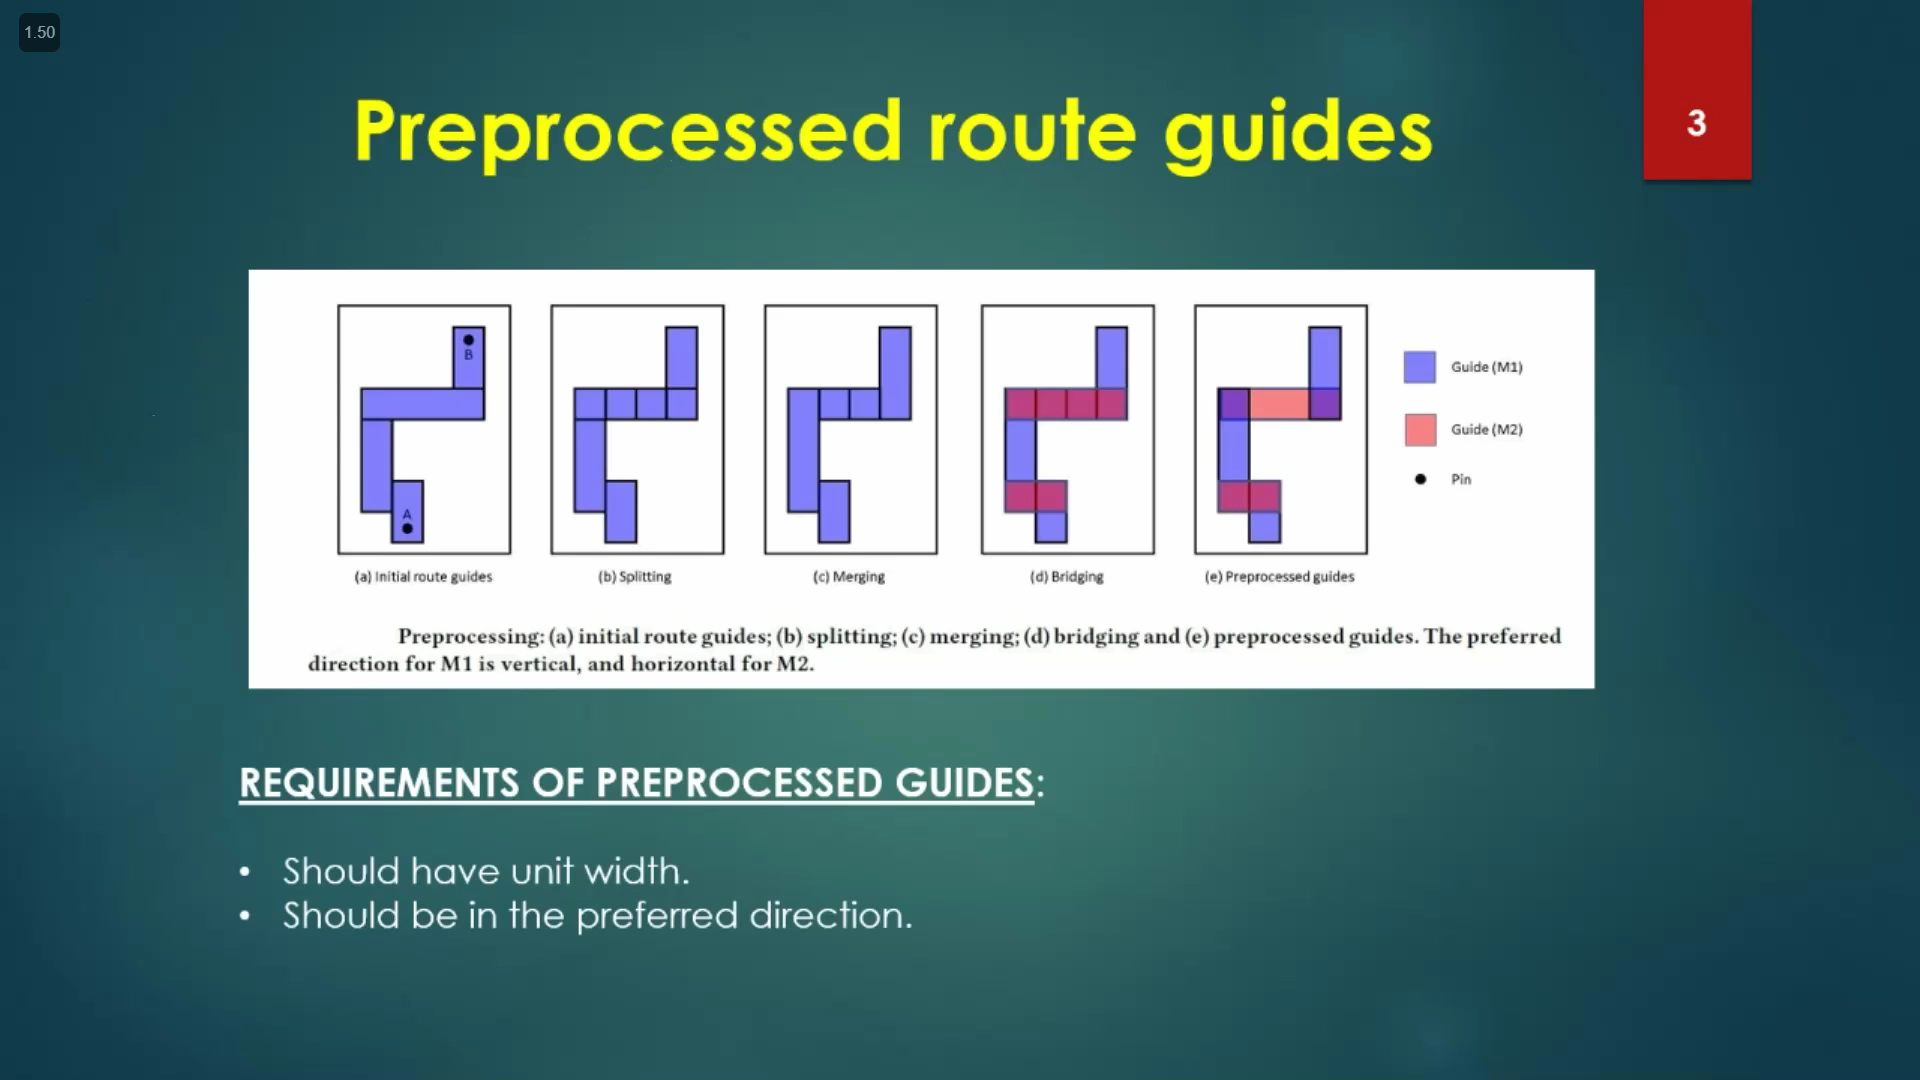 1.50
Preprocessed route guides
3
B
A
Guide (M1)
Guide (M2)
Pin
(a) Initial route guides
(b) Splitting
(c) Merging
(d) Bridging
(e) Preprocessed guides
Preprocessing: (a) initial route guides; (b) splitting; (c) merging; (d) bridging and (e) preprocessed guides. The preferred
direction for M1 is vertical, and horizontal for M2.
REQUIREMENTS OF PREPROCESSED GUIDES:
• Should have unit width.
• Should be in the preferred direction.